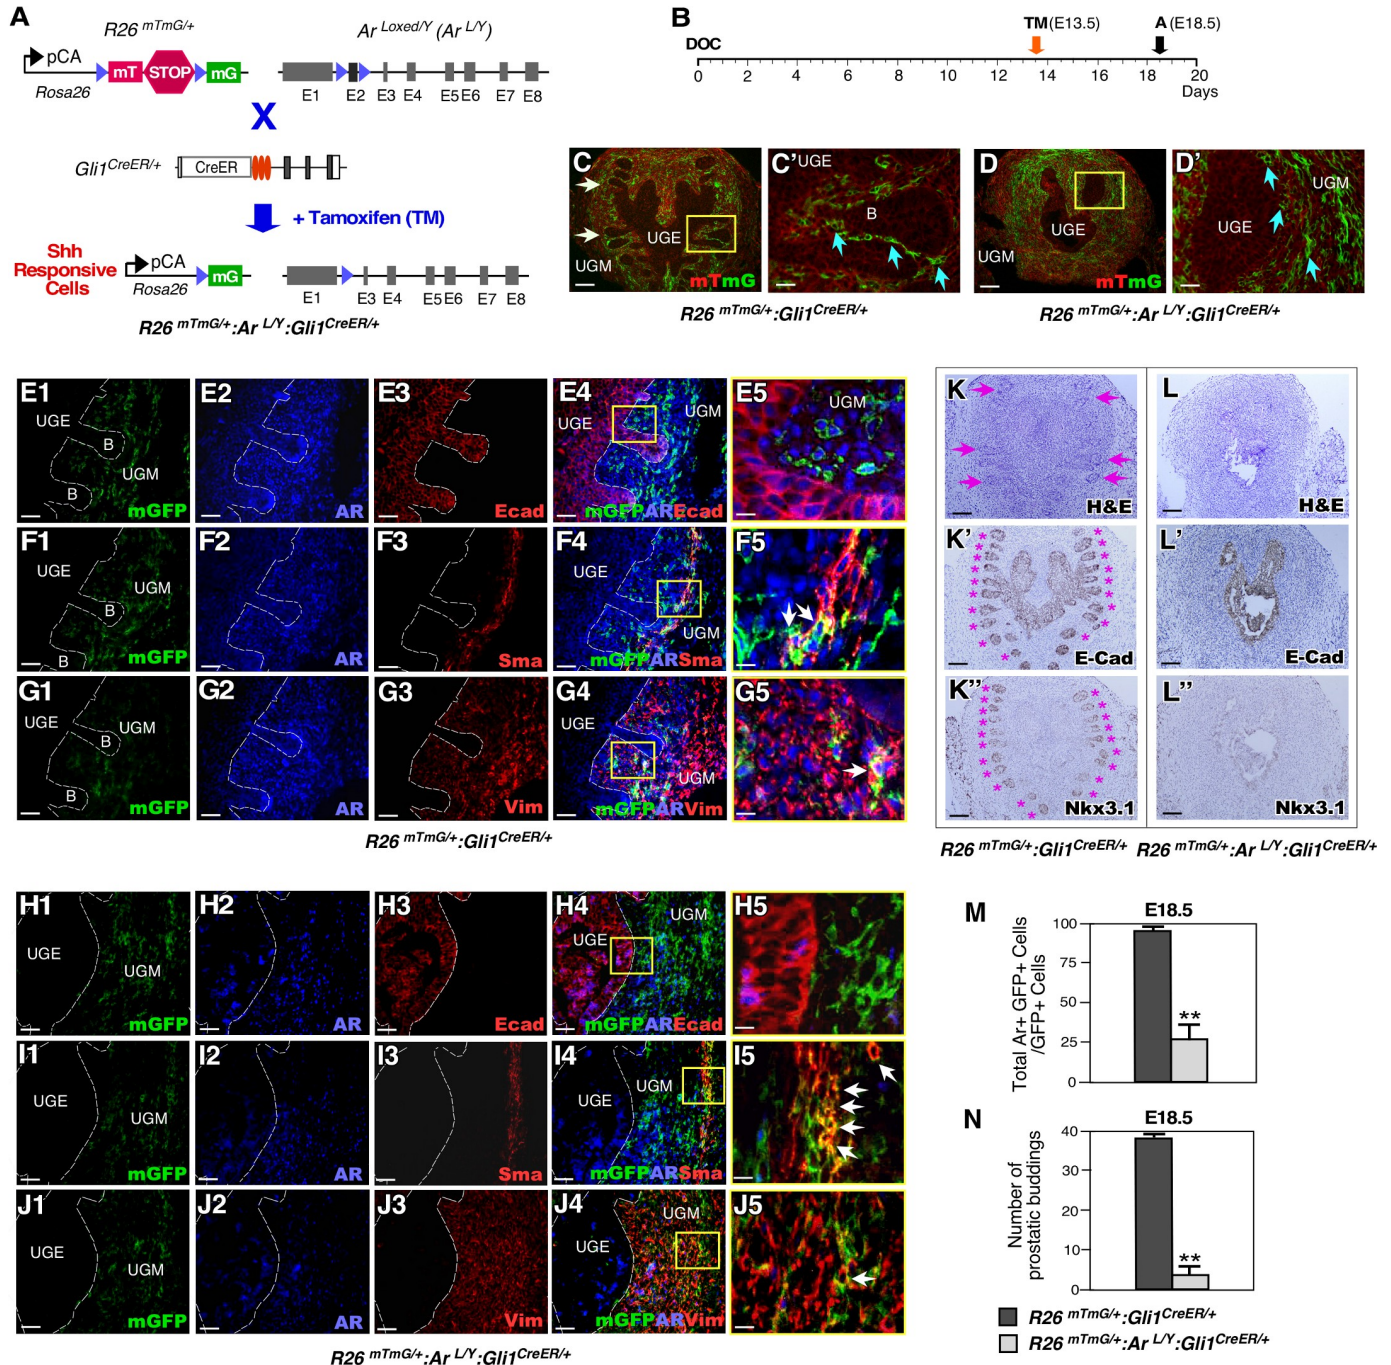 A
R26 mTmG/+
Ar Loxed/Y (Ar L/Y)
pCA
mT
STOP
mG
Rosa26
E1 E2 E3 E4 E5 E6 E7 E8
X
Gli1CreER/+
CreER
+ Tamoxifen (TM)
Shh
Responsive
Cells
pCA
mG
Rosa26
E1 E3 E4 E5 E6 E7 E8
R26 mTmG/+:Ar L/Y:Gli1CreER/+
B
TM (E13.5)
A (E18.5)
DOC
0 2 4 6 8 10 12 14 16 18 20
Days
C
UGE
UGM
mTmG
C'
UGE
B
D
UGE
UGM
mTmG
D'
UGM
UGE
R26 mTmG/+:Gli1CreER/+
R26 mTmG/+:Ar L/Y:Gli1CreER/+
E1
UGE
B
UGM
B
mGFP
E2
AR
E3
Ecad
E4
UGM
UGE
mGFPAREcad
E5
UGM
F1
UGE
UGM
B
B
mGFP
F2
AR
F3
Sma
F4
UGE
UGM
mGFPARSma
F5
G1
UGE
UGM
B
B
mGFP
G2
AR
G3
Vim
G4
UGE
UGM
mGFPARVim
G5
R26 mTmG/+:Gli1CreER/+
K
H&E
L
H&E
K'
* * * * * * * * * * * * * * * * * *
E-Cad
L'
E-Cad
K''
* * * * * * * * * * * * * * * * * *
Nkx3.1
L''
Nkx3.1
R26 mTmG/+:Gli1CreER/+
R26 mTmG/+:Ar L/Y:Gli1CreER/+
H1
UGE
UGM
mGFP
H2
AR
H3
Ecad
H4
UGM
UGE
mGFPAREcad
H5
I1
UGE
UGM
mGFP
I2
AR
I3
Sma
I4
UGM
UGE
mGFPARSma
I5
J1
UGE
UGM
mGFP
J2
AR
J3
Vim
J4
UGM
UGE
mGFPARVim
J5
R26 mTmG/+:Ar L/Y:Gli1CreER/+
M
E18.5
Total Ar+ GFP+ Cells
/GFP+ Cells
100
75
50
25
0
**
N
E18.5
Number of
prostatic buddings
40
30
20
10
0
**
R26 mTmG/+:Gli1CreER/+
R26 mTmG/+:Ar L/Y:Gli1CreER/+